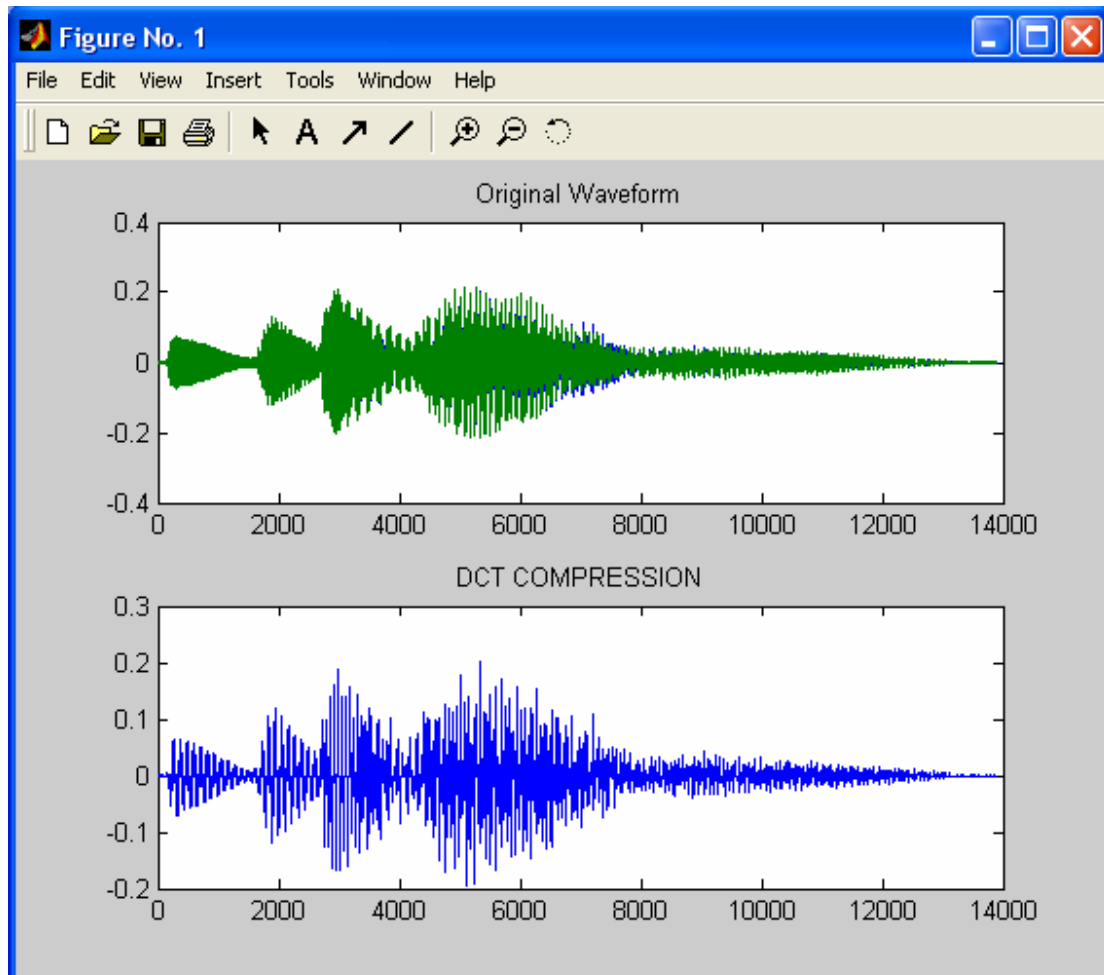 Figure No. 1
File Edit View Insert Tools Window Help
A
Original Waveform
0.4
0.2
0
-0.2
-0.4
0 2000 4000 6000 8000 10000 12000 14000
DCT COMPRESSION
0.3
0.2
0.1
0
-0.1
-0.2
0 2000 4000 6000 8000 10000 12000 14000